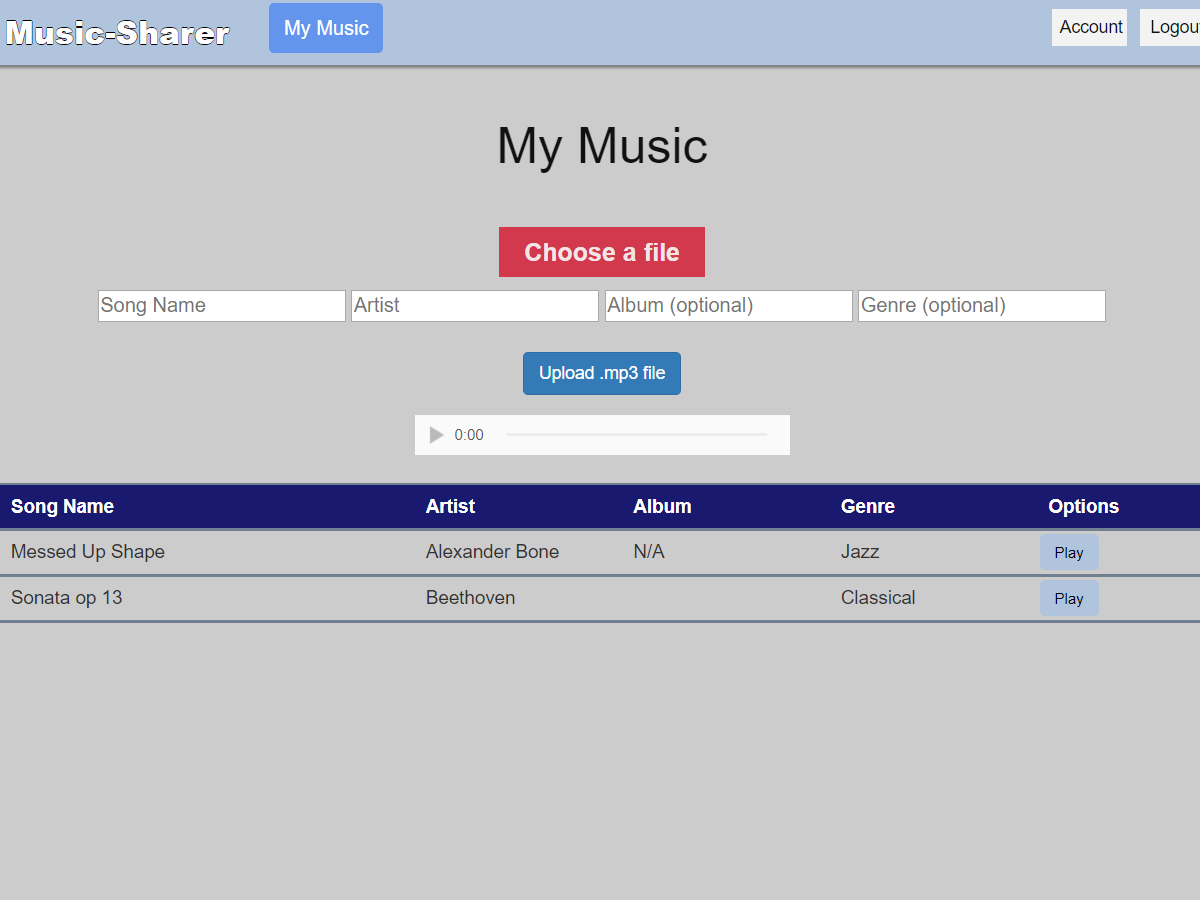 Music-Sharer My Music Account Logou
My Music
Choose a file
Song Name Artist Album (optional) Genre (optional)
Upload .mp3 file
0:00
Song Name Artist Album Genre Options
Messed Up Shape Alexander Bone N/A Jazz Play
Sonata op 13 Beethoven Classical Play